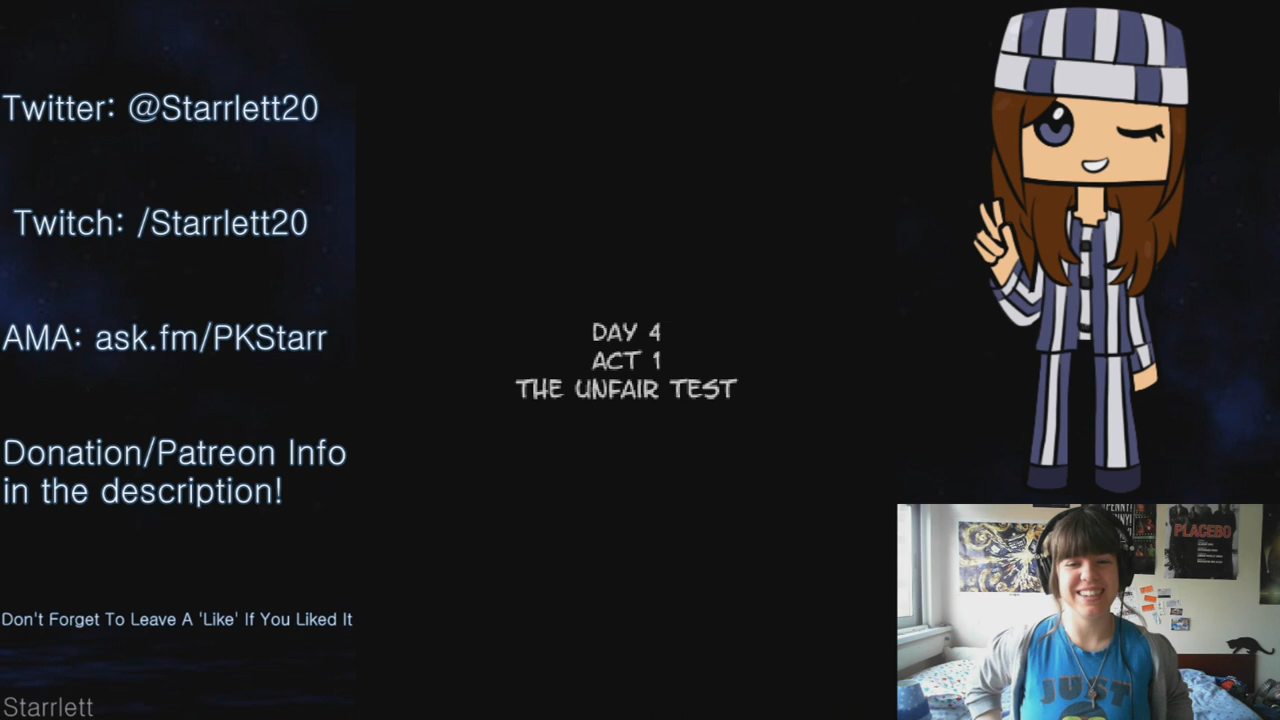 Twitter: @Starrlett20
Twitch: /Starrlett20
AMA: ask.fm/PKStarr
Donation/Patreon Info
in the description!
Don't Forget To Leave A 'Like' If You Liked It
Starrlett
DAY 4
ACT 1
THE UNFAIR TEST
PLACEBO
JUST